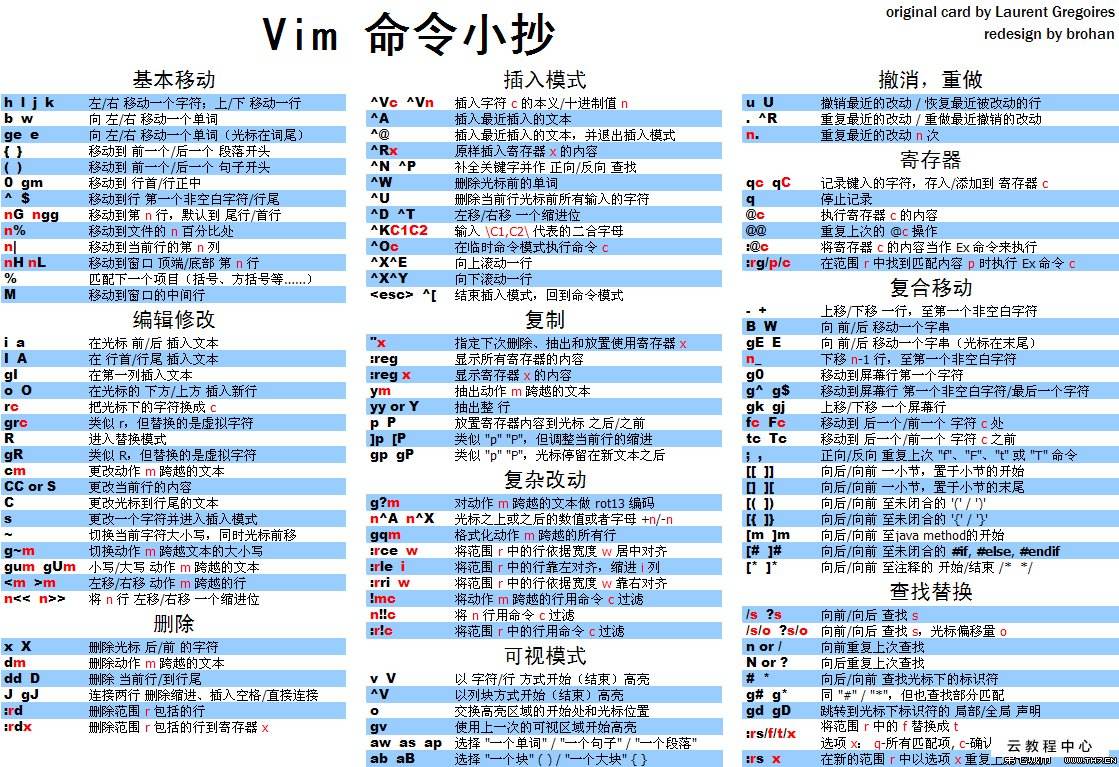 Vim 命令小抄
original card by Laurent Gregoires
redesign by brohan
基本移动
h l j k 左/右 移动一个字符；上/下 移动一行
b w 向 左/右 移动一个单词
ge e 向 左/右 移动一个单词（光标在词尾）
{ } 移动到 前一个/后一个 段落开头
( ) 移动到 前一个/后一个 句子开头
0 gm 移动到 行首/行正中
^ $ 移动到行 第一个非空白字符/行尾
nG ngg 移动到第 n 行，默认到 尾行/首行
n% 移动到文件的 n 百分比处
n| 移动到当前行的第 n 列
nH nL 移动到窗口 顶端/底部 第 n 行
% 匹配下一个项目（括号、方括号等……）
M 移动到窗口的中间行
编辑修改
i a 在光标 前/后 插入文本
I A 在 行首/行尾 插入文本
gI 在第一列插入文本
o O 在光标的 下方/上方 插入新行
rc 把光标下的字符换成 c
grc 类似 r，但替换的是虚拟字符
R 进入替换模式
gR 类似 R，但替换的是虚拟字符
cm 更改动作 m 跨越的文本
CC or S 更改当前行的内容
C 更改光标到行尾的文本
s 更改一个字符并进入插入模式
~ 切换当前字符大小写，同时光标前移
g~m 切换动作 m 跨越文本的大小写
gum gUm 小写/大写 动作 m 跨越的文本
<m >m 左移/右移 动作 m 跨越的行
n<< n>> 将 n 行 左移/右移 一个缩进位
删除
x X 删除光标 后/前 的字符
dm 删除动作 m 跨越的文本
dd D 删除 当前行/到行尾
J gJ 连接两行 删除缩进、插入空格/直接连接
:rd 删除范围 r 包括的行
:rdx 删除范围 r 包括的行到寄存器 x
插入模式
^Vc ^Vn 插入字符 c 的本义/十进制值 n
^A 插入最近插入的文本
^@ 插入最近插入的文本，并退出插入模式
^Rx 原样插入寄存器 x 的内容
^N ^P 补全关键字并作 正向/反向 查找
^W 删除光标前的单词
^U 删除当前行光标前所有输入的字符
^D ^T 左移/右移 一个缩进位
^KC1C2 输入 \C1,C2\ 代表的二合字母
^Oc 在临时命令模式执行命令 c
^X^E 向上滚动一行
^X^Y 向下滚动一行
<esc> ^[ 结束插入模式，回到命令模式
复制
"x 指定下次删除、抽出和放置使用寄存器 x
:reg 显示所有寄存器的内容
:reg x 显示寄存器 x 的内容
ym 抽出动作 m 跨越的文本
yy or Y 抽出整 行
p P 放置寄存器内容到光标 之后/之前
]p [P 类似 "p" "P"，但调整当前行的缩进
gp gP 类似 "p" "P"，光标停留在新文本之后
复杂改动
g?m 对动作 m 跨越的文本做 rot13 编码
n^A n^X 光标之上或之后的数值或者字母 +n/-n
gqm 格式化动作 m 跨越的所有行
:rce w 将范围 r 中的行依据宽度 w 居中对齐
:rle i 将范围 r 中的行靠左对齐，缩进 i 列
:rri w 将范围 r 中的行依据宽度 w 靠右对齐
!mc 将动作 m 跨越的行用命令 c 过滤
n!!c 将 n 行用命令 c 过滤
:r!c 将范围 r 中的行用命令 c 过滤
可视模式
v V 以 字符/行 方式开始（结束）高亮
^V 以列块方式开始（结束）高亮
o 交换高亮区域的开始处和光标位置
gv 使用上一次的可视区域开始高亮
aw as ap 选择 "一个单词" / "一个句子" / "一个段落"
ab aB 选择 "一个块" ( ) / "一个大块" { }
撤消，重做
u U 撤销最近的改动 / 恢复最近被改动的行
. ^R 重复最近的改动 / 重做最近撤销的改动
n. 重复最近的改动 n 次
寄存器
qc qC 记录键入的字符，存入/添加到 寄存器 c
q 停止记录
@c 执行寄存器 c 的内容
@@ 重复上次的 @c 操作
:@c 将寄存器 c 的内容当作 Ex 命令来执行
:rg/p/c 在范围 r 中找到匹配内容 p 时执行 Ex 命令 c
复合移动
- + 上移/下移 一行，至第一个非空白字符
B W 向 前/后 移动一个字串
gE E 向 前/后 移动一个字串（光标在末尾）
n_ 下移 n-1 行，至第一个非空白字符
g0 移动到屏幕行第一个字符
g^ g$ 移动到屏幕行 第一个非空白字符/最后一个字符
gk gj 上移/下移 一个屏幕行
fc Fc 移动到 后一个/前一个 字符 c 处
tc Tc 移动到 后一个/前一个 字符 c 之前
; , 正向/反向 重复上次 "f"、"F"、"t" 或 "T" 命令
[[ ]] 向后/向前 一小节，置于小节的开始
[] ][ 向后/向前 一小节，置于小节的末尾
[( ]) 向后/向前 至未闭合的 '(' / ')'
[{ ]} 向后/向前 至未闭合的 '{' / '}'
[m ]m 向后/向前 至java method的开始
[# ]# 向后/向前 至未闭合的 #if, #else, #endif
[* ]* 向后/向前 至注释的 开始/结束 /* */
查找替换
/s ?s 向前/向后 查找 s
/s/o ?s/o 向前/向后 查找 s，光标偏移量 o
n or / 向前重复上次查找
N or ? 向后重复上次查找
# * 向后/向前 查找光标下的标识符
g# g* 同 "#" / "*"，但也查找部分匹配
gd gD 跳转到光标下标识符的 局部/全局 声明
:rs/f/t/x 将范围 r 中的 f 替换成 t
选项 x： q-所有匹配项, c-确认
:rs x 在新的范围 r 中以选项 x 重复上
云教程中心